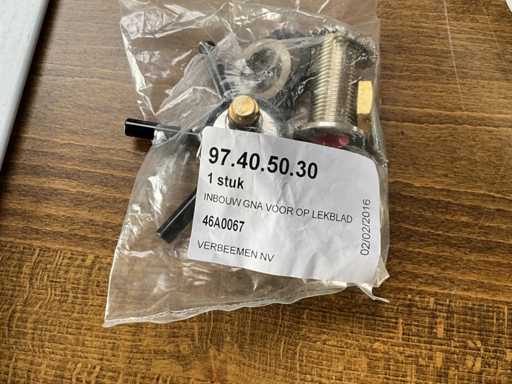 97.40.50.30
1 stuk
INBOUW GNA VOOR OP LEKBLAD
46A0067
VERBEEMEN NV
02/02/2016